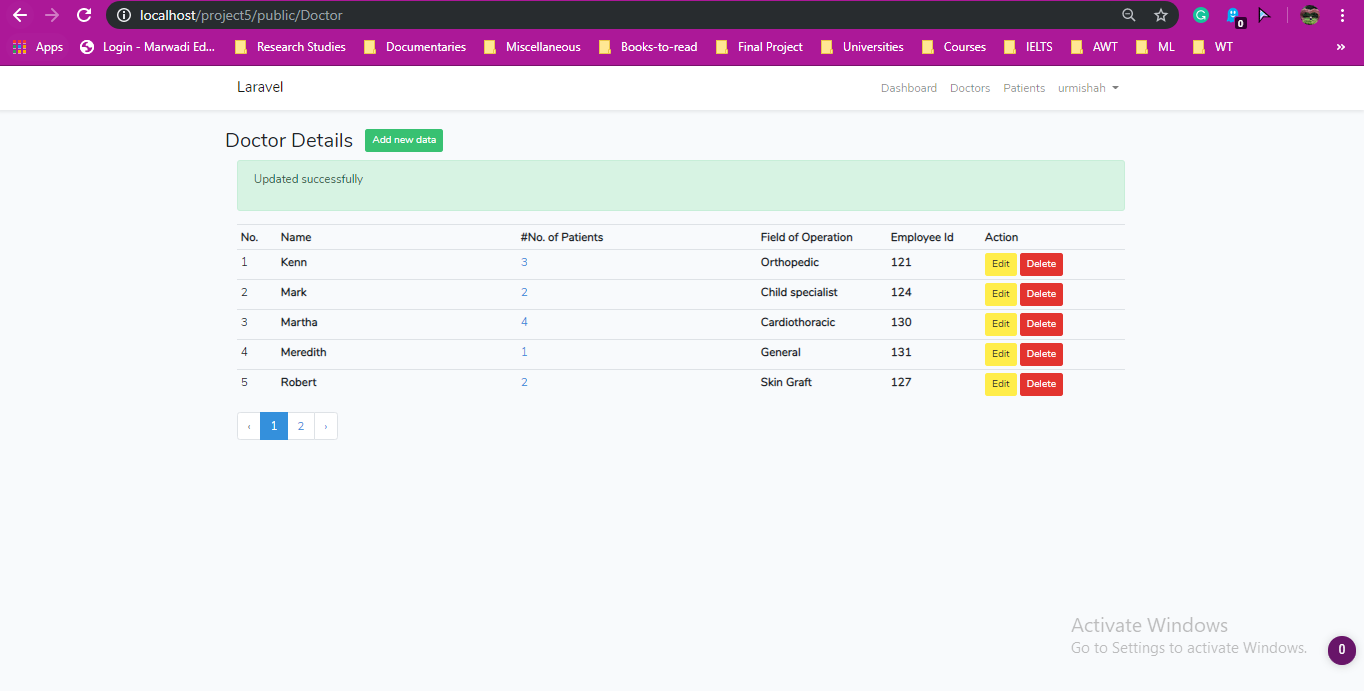 localhost/project5/public/Doctor
Apps Login - Marwadi Ed... Research Studies Documentaries Miscellaneous Books-to-read Final Project Universities Courses IELTS AWT ML WT »
0
Laravel Dashboard Doctors Patients urmishah
Doctor Details Add new data
Updated successfully
No. Name #No. of Patients Field of Operation Employee Id Action
1 Kenn 3 Orthopedic 121 Edit Delete
2 Mark 2 Child specialist 124 Edit Delete
3 Martha 4 Cardiothoracic 130 Edit Delete
4 Meredith 1 General 131 Edit Delete
5 Robert 2 Skin Graft 127 Edit Delete
‹ 1 2 ›
Activate Windows
Go to Settings to activate Windows.
0